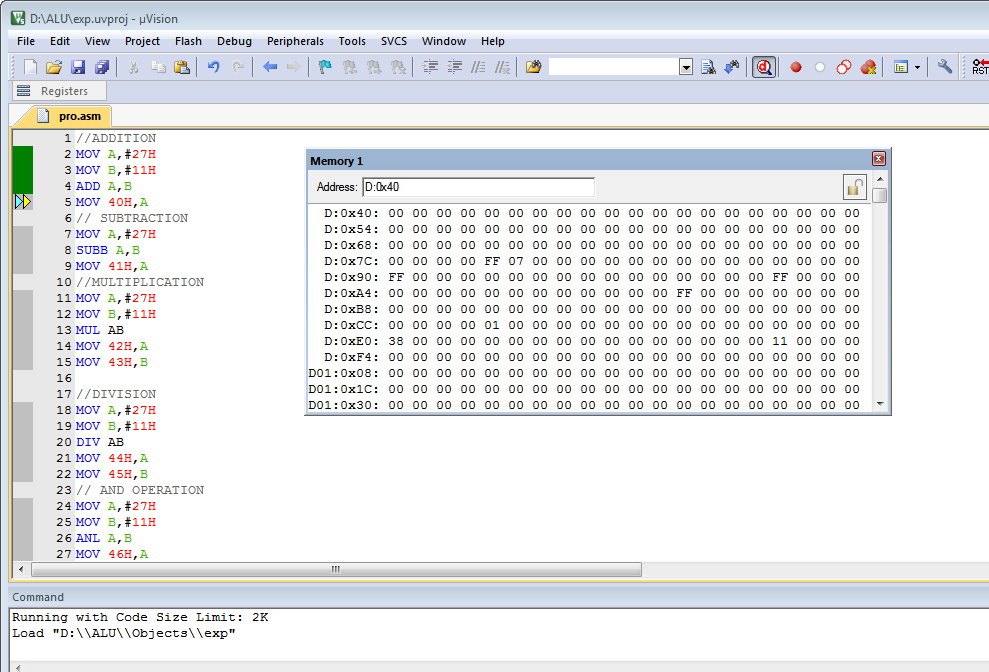 D:\ALU\exp.uvproj - µVision
File Edit View Project Flash Debug Peripherals Tools SVCS Window Help
RST
Registers
pro.asm
1 //ADDITION
2 MOV A,#27H
3 MOV B,#11H
4 ADD A,B
5 MOV 40H,A
6 // SUBTRACTION
7 MOV A,#27H
8 SUBB A,B
9 MOV 41H,A
10 //MULTIPLICATION
11 MOV A,#27H
12 MOV B,#11H
13 MUL AB
14 MOV 42H,A
15 MOV 43H,B
16
17 //DIVISION
18 MOV A,#27H
19 MOV B,#11H
20 DIV AB
21 MOV 44H,A
22 MOV 45H,B
23 // AND OPERATION
24 MOV A,#27H
25 MOV B,#11H
26 ANL A,B
27 MOV 46H,A
Memory 1
Address: D:0x40
D:0x40: 00 00 00 00 00 00 00 00 00 00 00 00 00 00 00 00 00 00 00 00
D:0x54: 00 00 00 00 00 00 00 00 00 00 00 00 00 00 00 00 00 00 00 00
D:0x68: 00 00 00 00 00 00 00 00 00 00 00 00 00 00 00 00 00 00 00 00
D:0x7C: 00 00 00 00 FF 07 00 00 00 00 00 00 00 00 00 00 00 00 00 00
D:0x90: FF 00 00 00 00 00 00 00 00 00 00 00 00 00 00 00 FF 00 00 00
D:0xA4: 00 00 00 00 00 00 00 00 00 00 00 00 FF 00 00 00 00 00 00 00
D:0xB8: 00 00 00 00 00 00 00 00 00 00 00 00 00 00 00 00 00 00 00 00
D:0xCC: 00 00 00 00 01 00 00 00 00 00 00 00 00 00 00 00 00 00 00 00
D:0xE0: 38 00 00 00 00 00 00 00 00 00 00 00 00 00 00 00 11 00 00 00
D:0xF4: 00 00 00 00 00 00 00 00 00 00 00 00 00 00 00 00 00 00 00 00
D01:0x08: 00 00 00 00 00 00 00 00 00 00 00 00 00 00 00 00 00 00 00 00
D01:0x1C: 00 00 00 00 00 00 00 00 00 00 00 00 00 00 00 00 00 00 00 00
D01:0x30: 00 00 00 00 00 00 00 00 00 00 00 00 00 00 00 00 00 00 00 00
Command
Running with Code Size Limit: 2K
Load "D:\\ALU\\Objects\\exp"